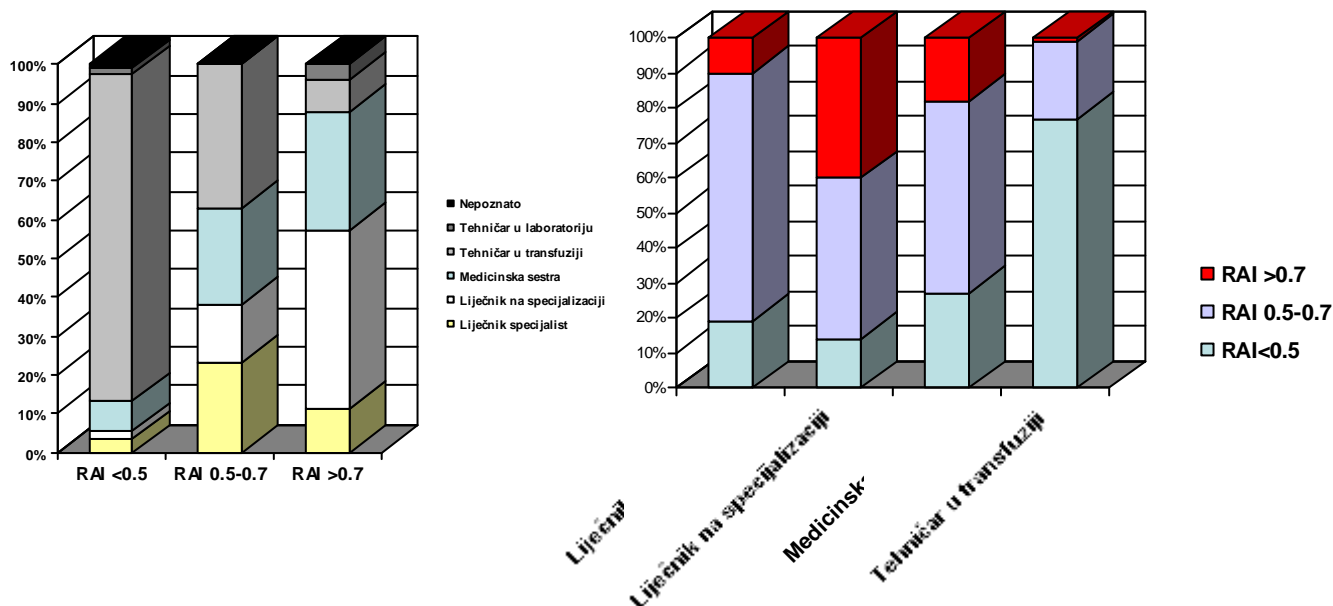 100%
90%
80%
70%
60%
50%
40%
30%
20%
10%
0%
RAI <0.5 RAI 0.5-0.7 RAI >0.7
Nepoznato
Tehničar u laboratoriju
Tehničar u transfuziji
Medicinska sestra
Liječnik na specijalizaciji
Liječnik specijalist
100%
90%
80%
70%
60%
50%
40%
30%
20%
10%
0%
Liječnik
Liječnik na specijalizaciji
Medicinska
Tehničar u transfuziji
RAI >0.7
RAI 0.5-0.7
RAI<0.5